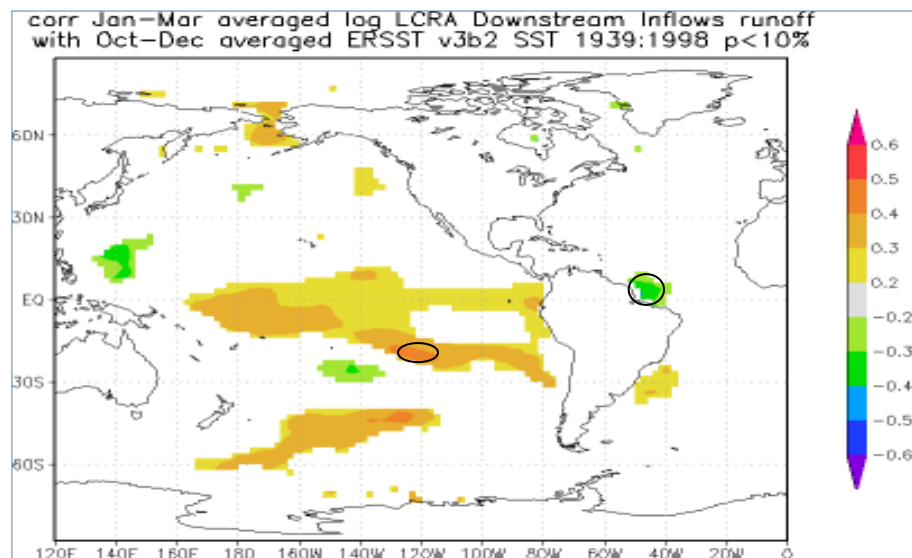 corr Jan-Mar averaged log LCRA Downstream Inflows runoff
with Oct-Dec averaged ERSST v3b2 SST 1939:1998 p<10%
60N
30N
EQ
30S
60S
120E 140E 160E 180 160W 140W 120W 100W 80W 60W 40W 20W 0
0.6
0.5
0.4
0.3
0.2
-0.2
-0.3
-0.4
-0.5
-0.6